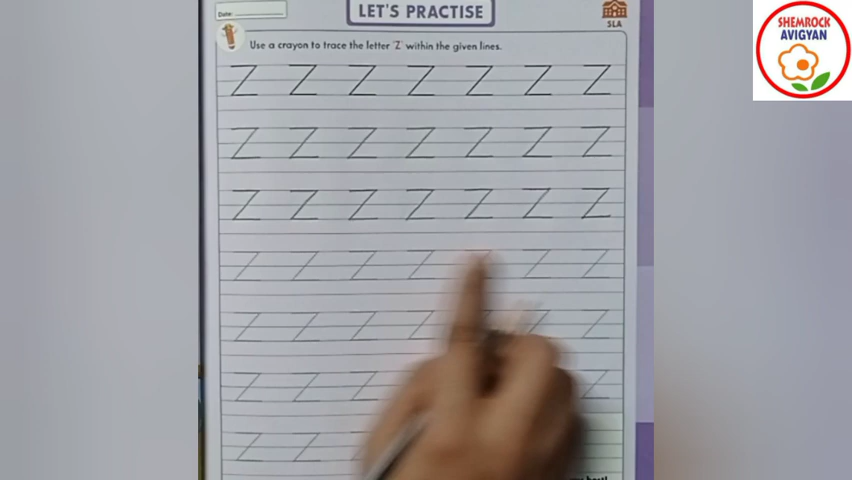 Date:
LET'S PRACTISE
SLA
Use a crayon to trace the letter 'Z' within the given lines.
Z Z Z Z Z Z Z
Z Z Z Z Z Z Z
Z Z Z Z Z Z Z
Z Z Z Z Z Z Z
Z Z Z Z Z Z
Z Z Z Z
Z Z
SHEMROCK
AVIGYAN